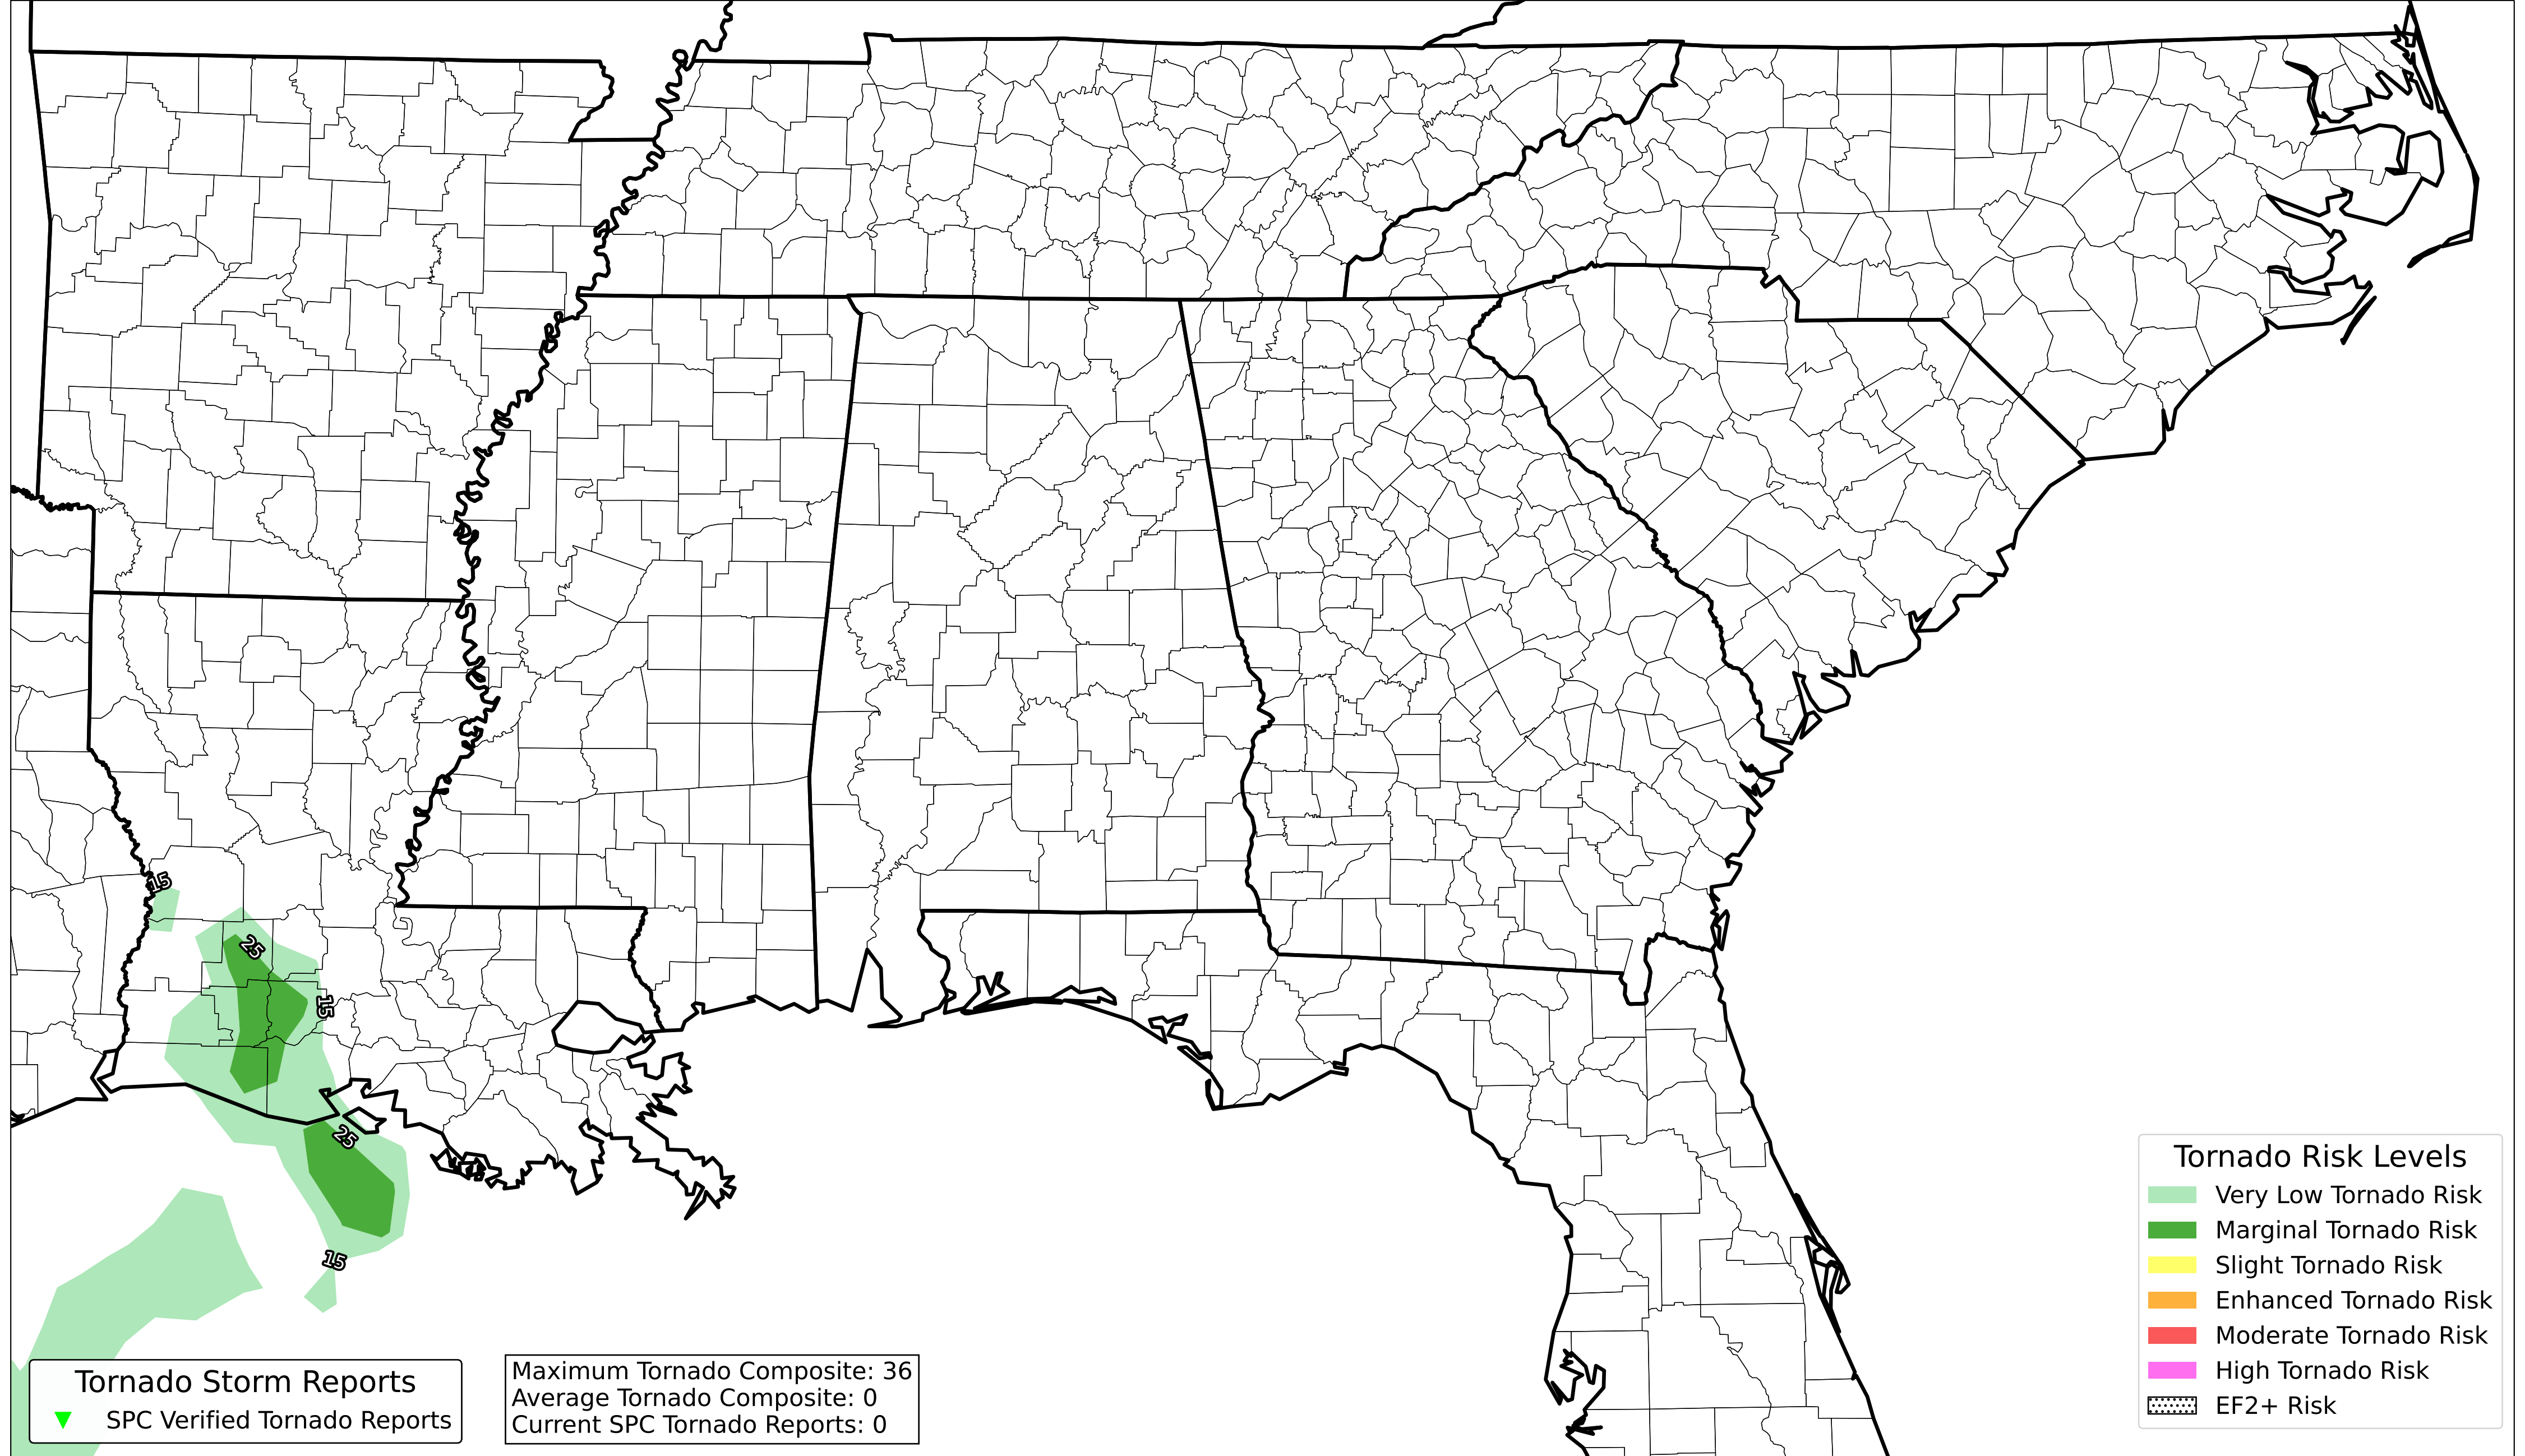 15
25
15
25
15
Tornado Storm Reports
SPC Verified Tornado Reports
Maximum Tornado Composite: 36
Average Tornado Composite: 0
Current SPC Tornado Reports: 0
Tornado Risk Levels
Very Low Tornado Risk
Marginal Tornado Risk
Slight Tornado Risk
Enhanced Tornado Risk
Moderate Tornado Risk
High Tornado Risk
EF2+ Risk